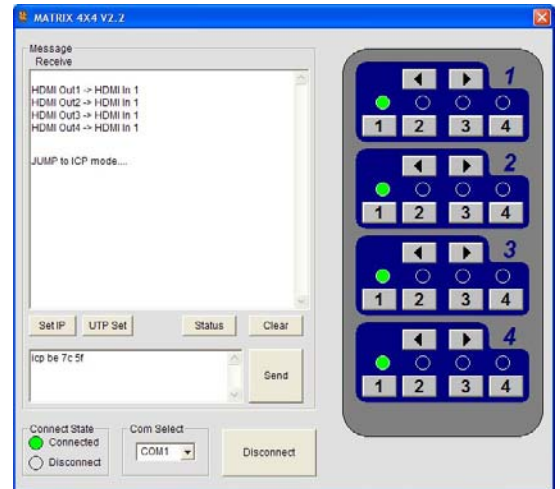 MATRIX 4X4 V2.2
Message
Receive
HDMI Out1 -> HDMI In 1
HDMI Out2 -> HDMI In 1
HDMI Out3 -> HDMI In 1
HDMI Out4 -> HDMI In 1
JUMP to ICP mode....
Set IP UTP Set Status Clear
icp be 7c 5f
Send
Connect State
Connected
Disconnect
Com Select
COM1
Disconnect
1
1 2 3 4
2
1 2 3 4
3
1 2 3 4
4
1 2 3 4